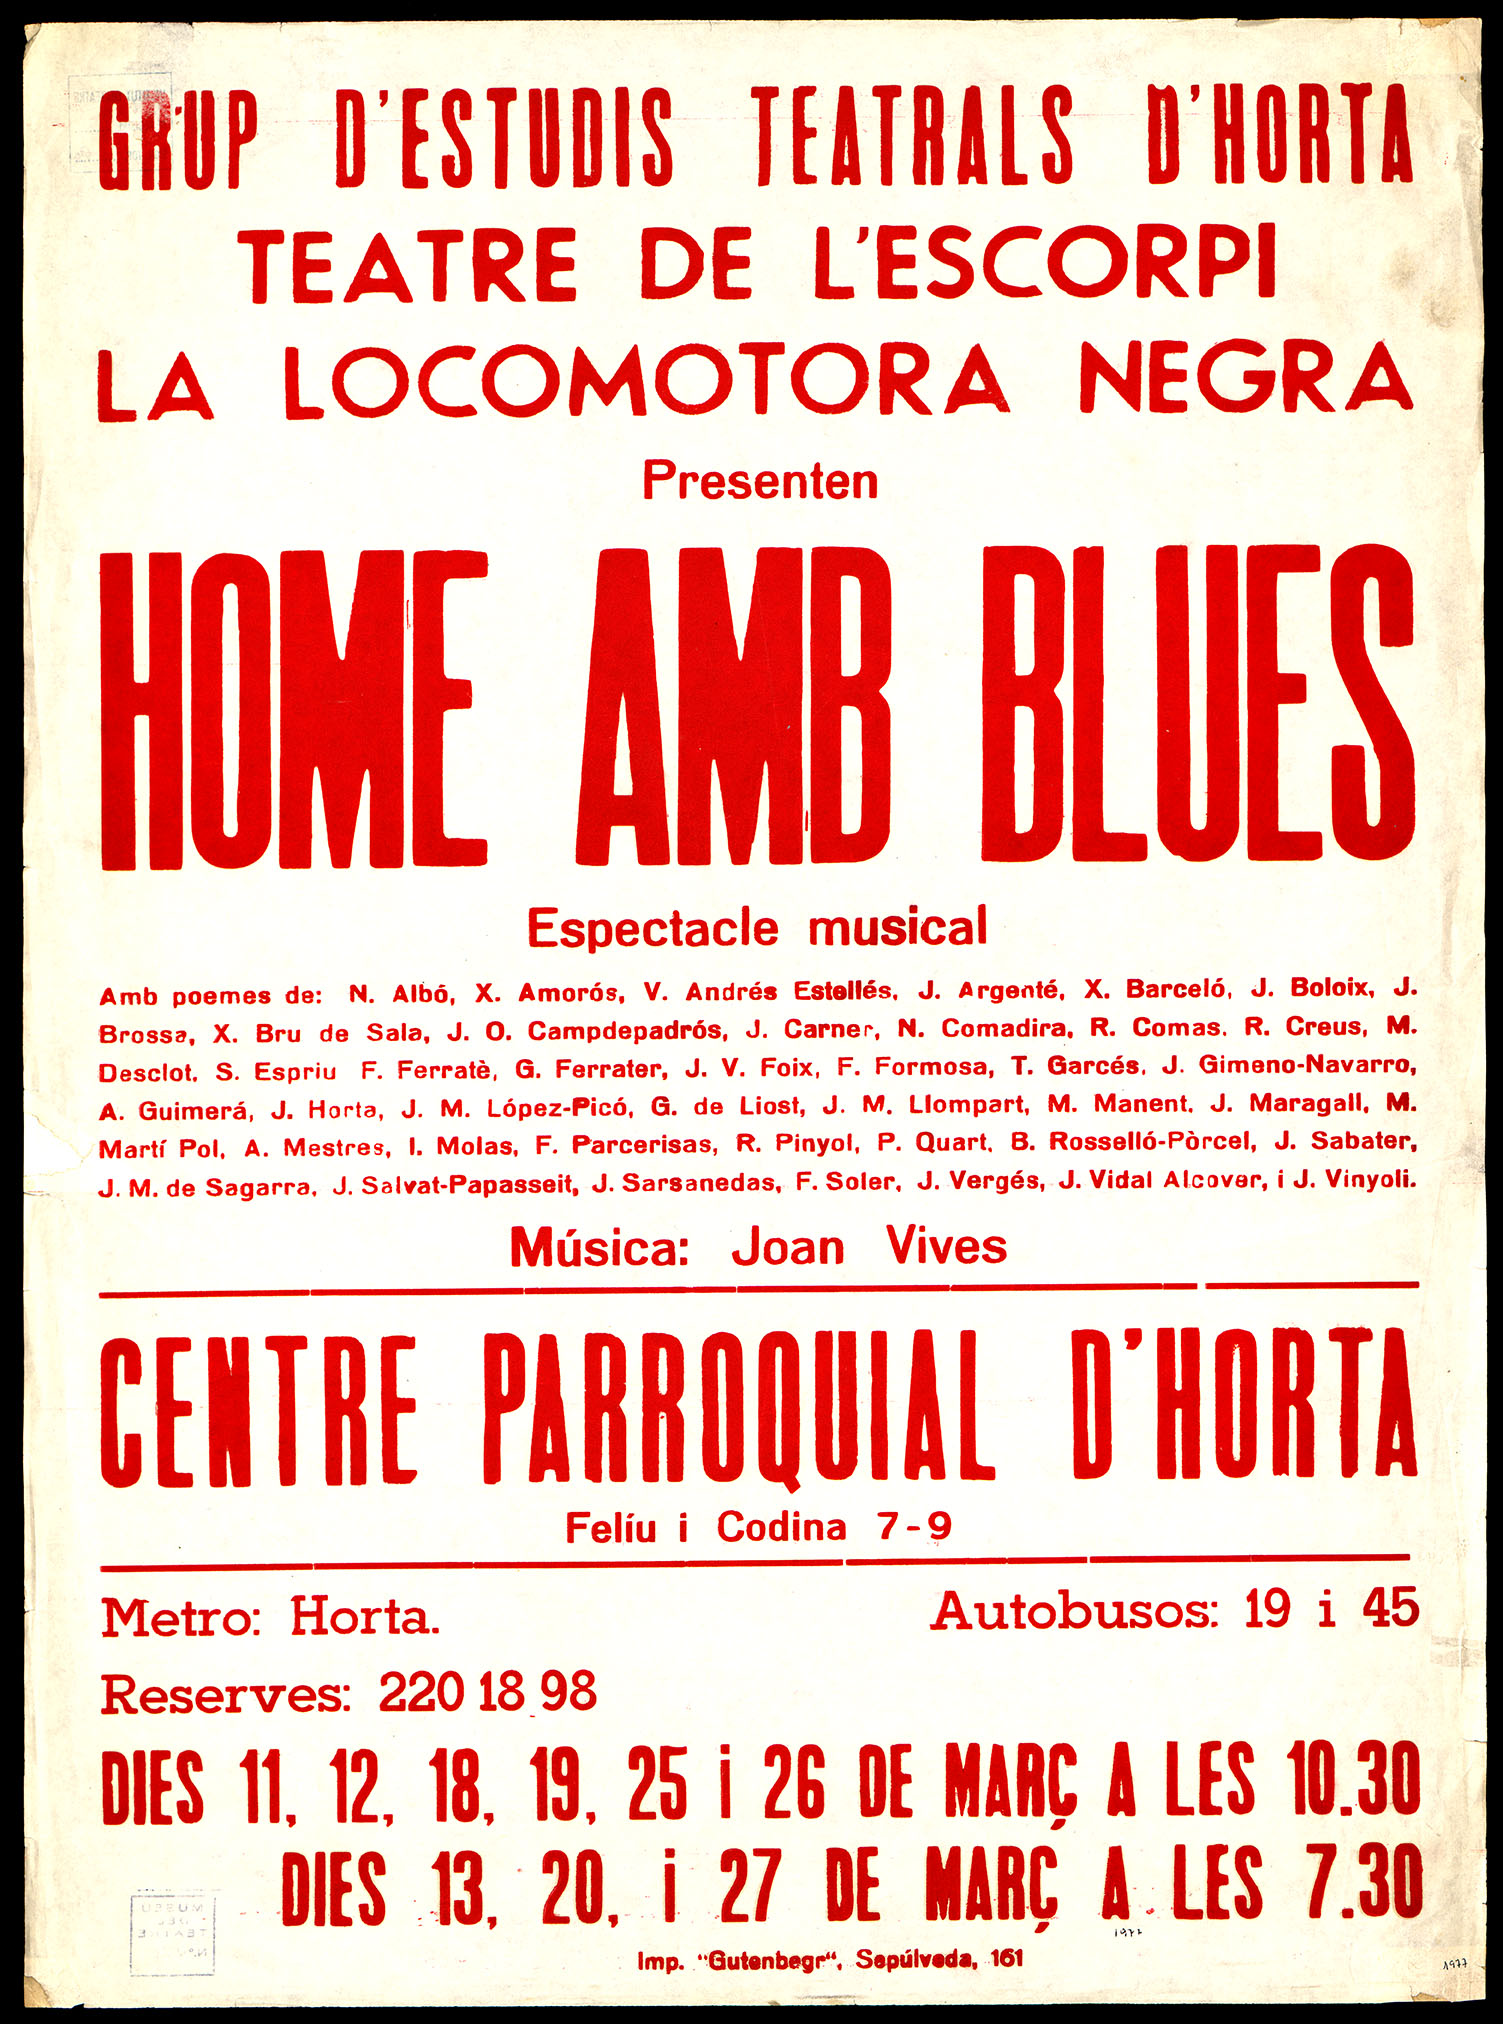 GRUP D'ESTUDIS TEATRALS D'HORTA
TEATRE DE L'ESCORPI
LA LOCOMOTORA NEGRA
Presenten
HOME AMB BLUES
Espectacle musical
Amb poemes de: N. Albó, X. Amorós, V. Andrés Estellés, J. Argenté, X. Barceló, J. Boloix, J.
Brossa, X. Bru de Sala, J. O. Campdepadrós, J. Carner, N. Comadira, R. Comas. R. Creus, M.
Desclot. S. Espriu F. Ferratè, G. Ferrater, J. V. Foix, F. Formosa, T. Garcés. J. Gimeno-Navarro,
A. Guimerá, J. Horta, J. M. López-Picó, G. de Liost, J. M. Llompart, M. Manent. J. Maragall, M.
Martí Pol, A. Mestres, I. Molas, F. Parcerisas, R. Pinyol, P. Quart. B. Rosselló-Pòrcel, J. Sabater,
J. M. de Sagarra, J. Salvat-Papasseit, J. Sarsanedas, F. Soler, J. Vergés, J. Vidal Alcover, i J. Vinyoli.
Música: Joan Vives
CENTRE PARROQUIAL D'HORTA
Felíu i Codina 7-9
Metro: Horta. Autobusos: 19 i 45
Reserves: 220 18 98
DIES 11, 12, 18, 19, 25 i 26 DE MARÇ A LES 10.30
DIES 13, 20, i 27 DE MARÇ A LES 7.30
1977
Imp. "Gutenbegr", Sepúlveda, 161
1977
MUSEU
DEL
TEATRE